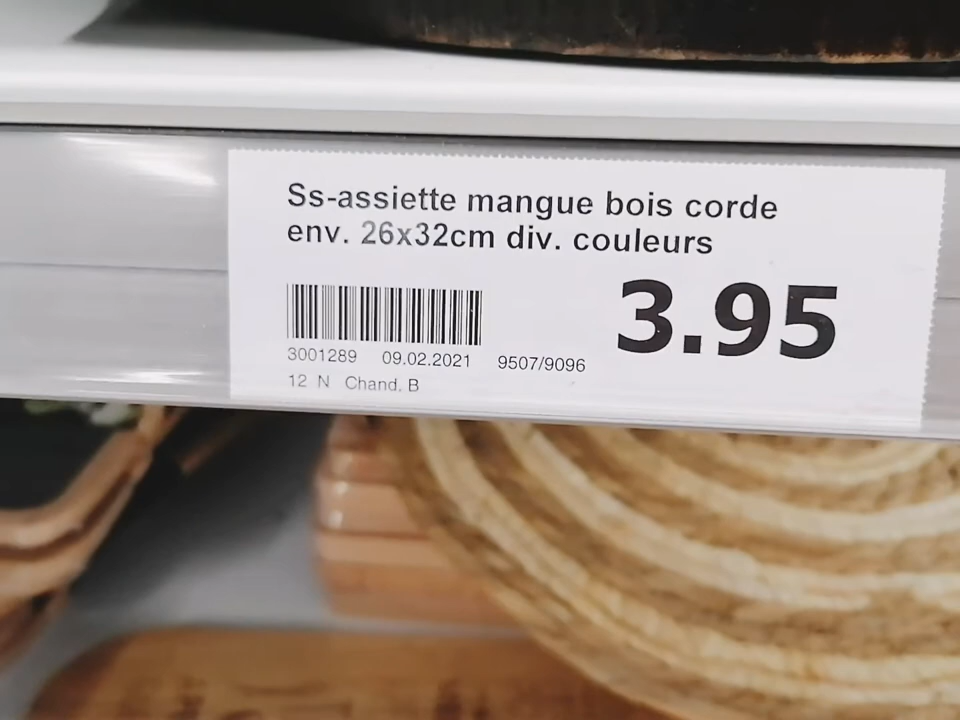 Ss-assiette mangue bois corde
env. 26x32cm div. couleurs
3.95
3001289 09.02.2021 9507/9096
12 N Chand. B